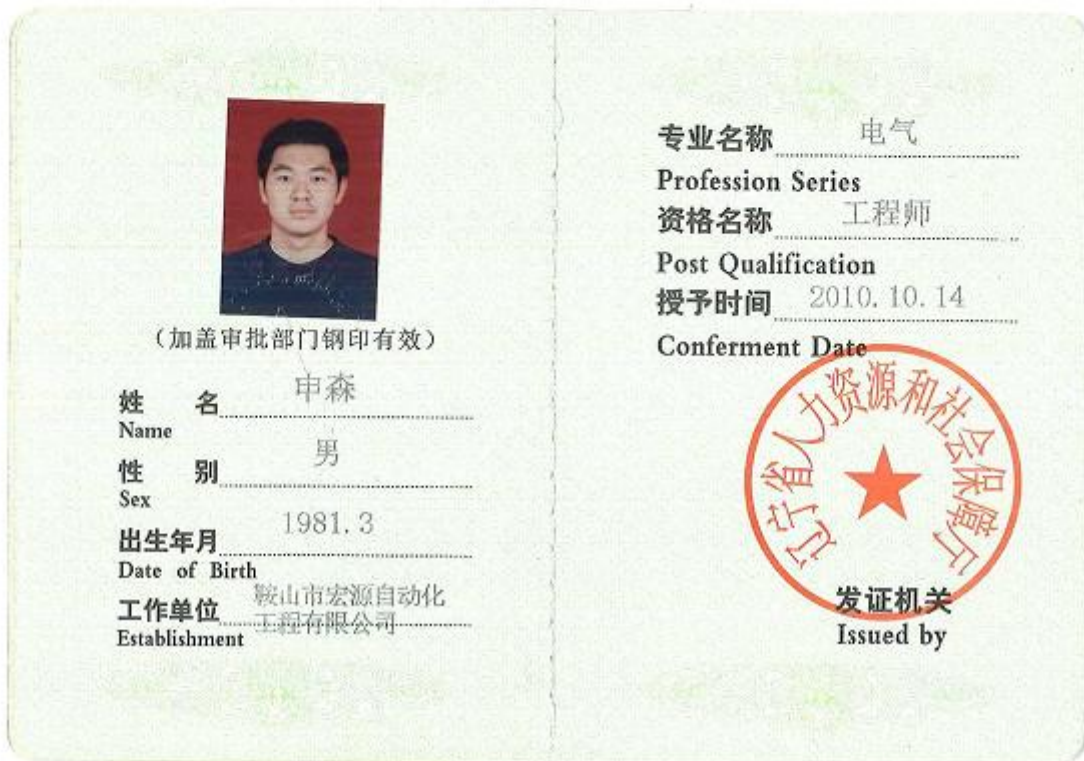 （加盖审批部门钢印有效）
姓 名 申森
Name
性 别 男
Sex
出生年月 1981.3
Date of Birth
工作单位 鞍山市宏源自动化
工程有限公司
Establishment
专业名称 电气
Profession Series
资格名称 工程师
Post Qualification
授予时间 2010.10.14
Conferment Date
辽宁省人力资源和社会保障厅
发证机关
Issued by